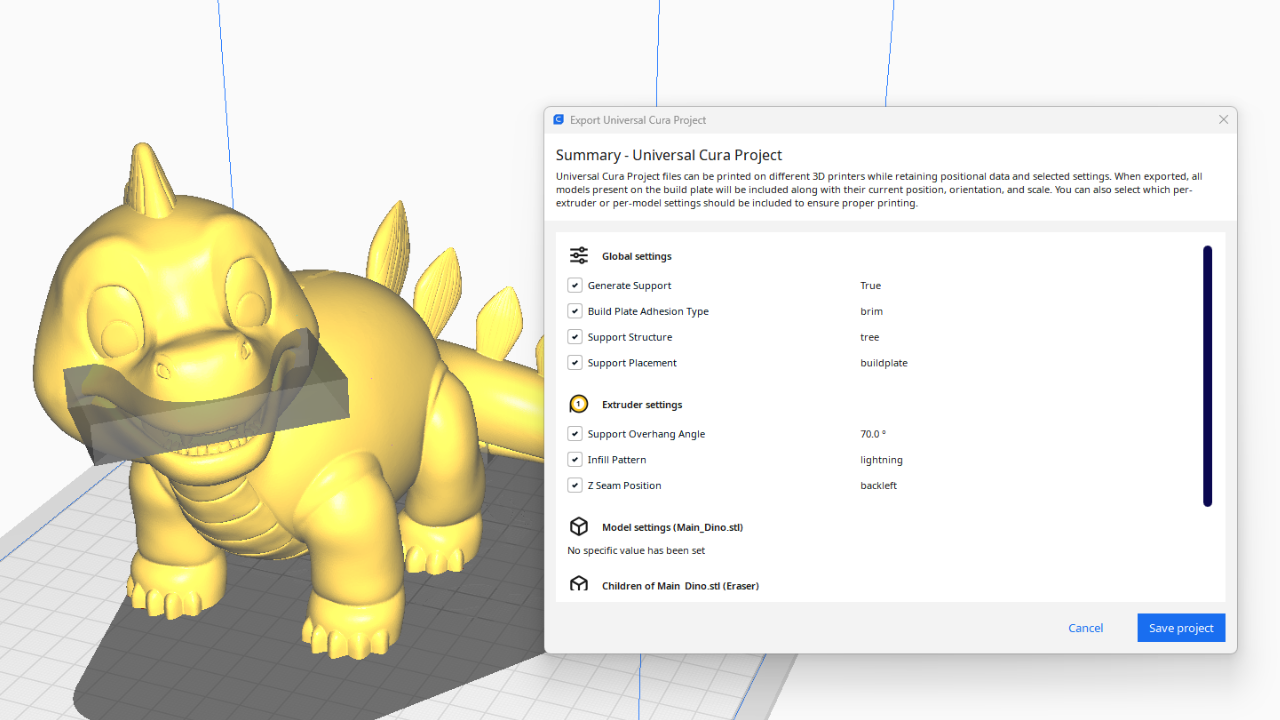 Export Universal Cura Project
Summary - Universal Cura Project
Universal Cura Project files can be printed on different 3D printers while retaining positional data and selected settings. When exported, all
models present on the build plate will be included along with their current position, orientation, and scale. You can also select which per-
extruder or per-model settings should be included to ensure proper printing.
Global settings
Generate Support True
Build Plate Adhesion Type brim
Support Structure tree
Support Placement buildplate
1 Extruder settings
Support Overhang Angle 70.0 °
Infill Pattern lightning
Z Seam Position backleft
Model settings (Main_Dino.stl)
No specific value has been set
Children of Main_Dino.stl (Eraser)
Cancel Save project